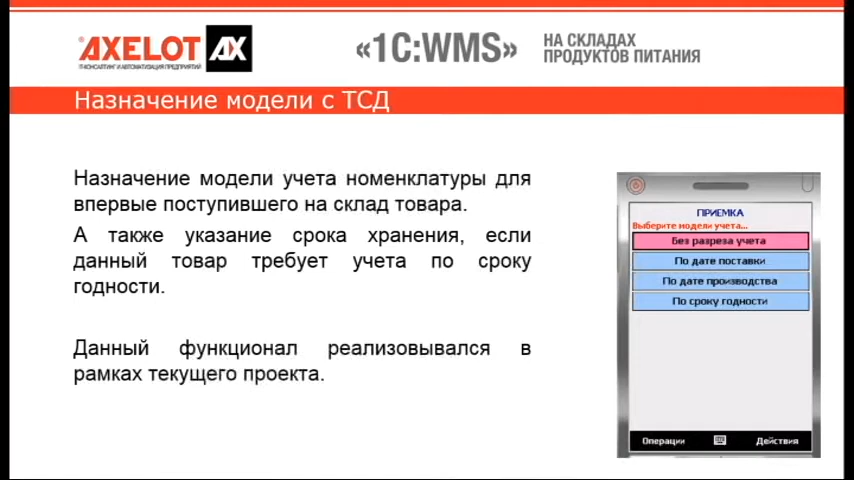 AXELOT AX
IT-КОНСАЛТИНГ И АВТОМАТИЗАЦИЯ ПРЕДПРИЯТИЙ
«1С:WMS»
НА СКЛАДАХ
ПРОДУКТОВ ПИТАНИЯ
Назначение модели с ТСД
Назначение модели учета номенклатуры для
впервые поступившего на склад товара.
А также указание срока хранения, если
данный товар требует учета по сроку
годности.
Данный функционал реализовывался в
рамках текущего проекта.
ПРИЕМКА
Выберите модели учета...
Без разреза учета
По дате поставки
По дате производства
По сроку годности
Операции
Действия